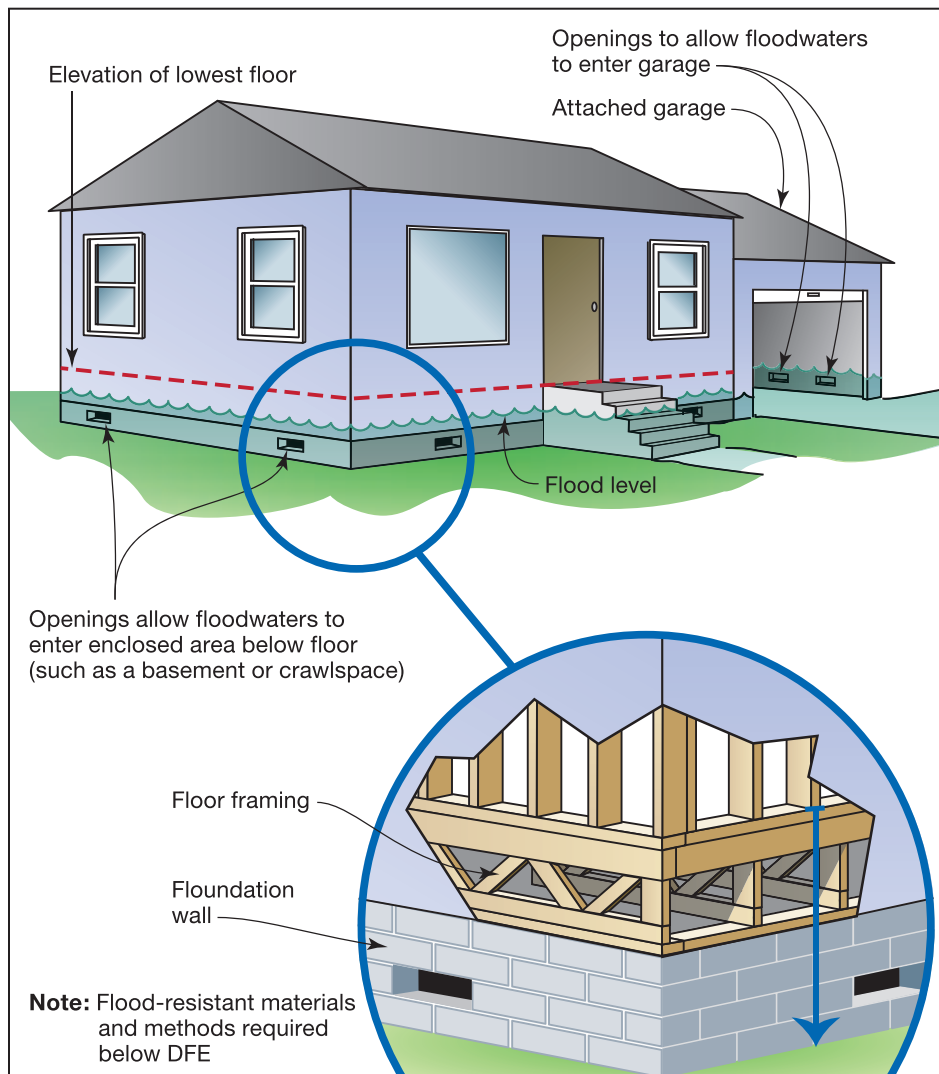 Openings to allow floodwaters
to enter garage
Elevation of lowest floor
Attached garage
Flood level
Openings allow floodwaters to
enter enclosed area below floor
(such as a basement or crawlspace)
Floor framing
Floundation
wall
Note: Flood-resistant materials
and methods required
below DFE